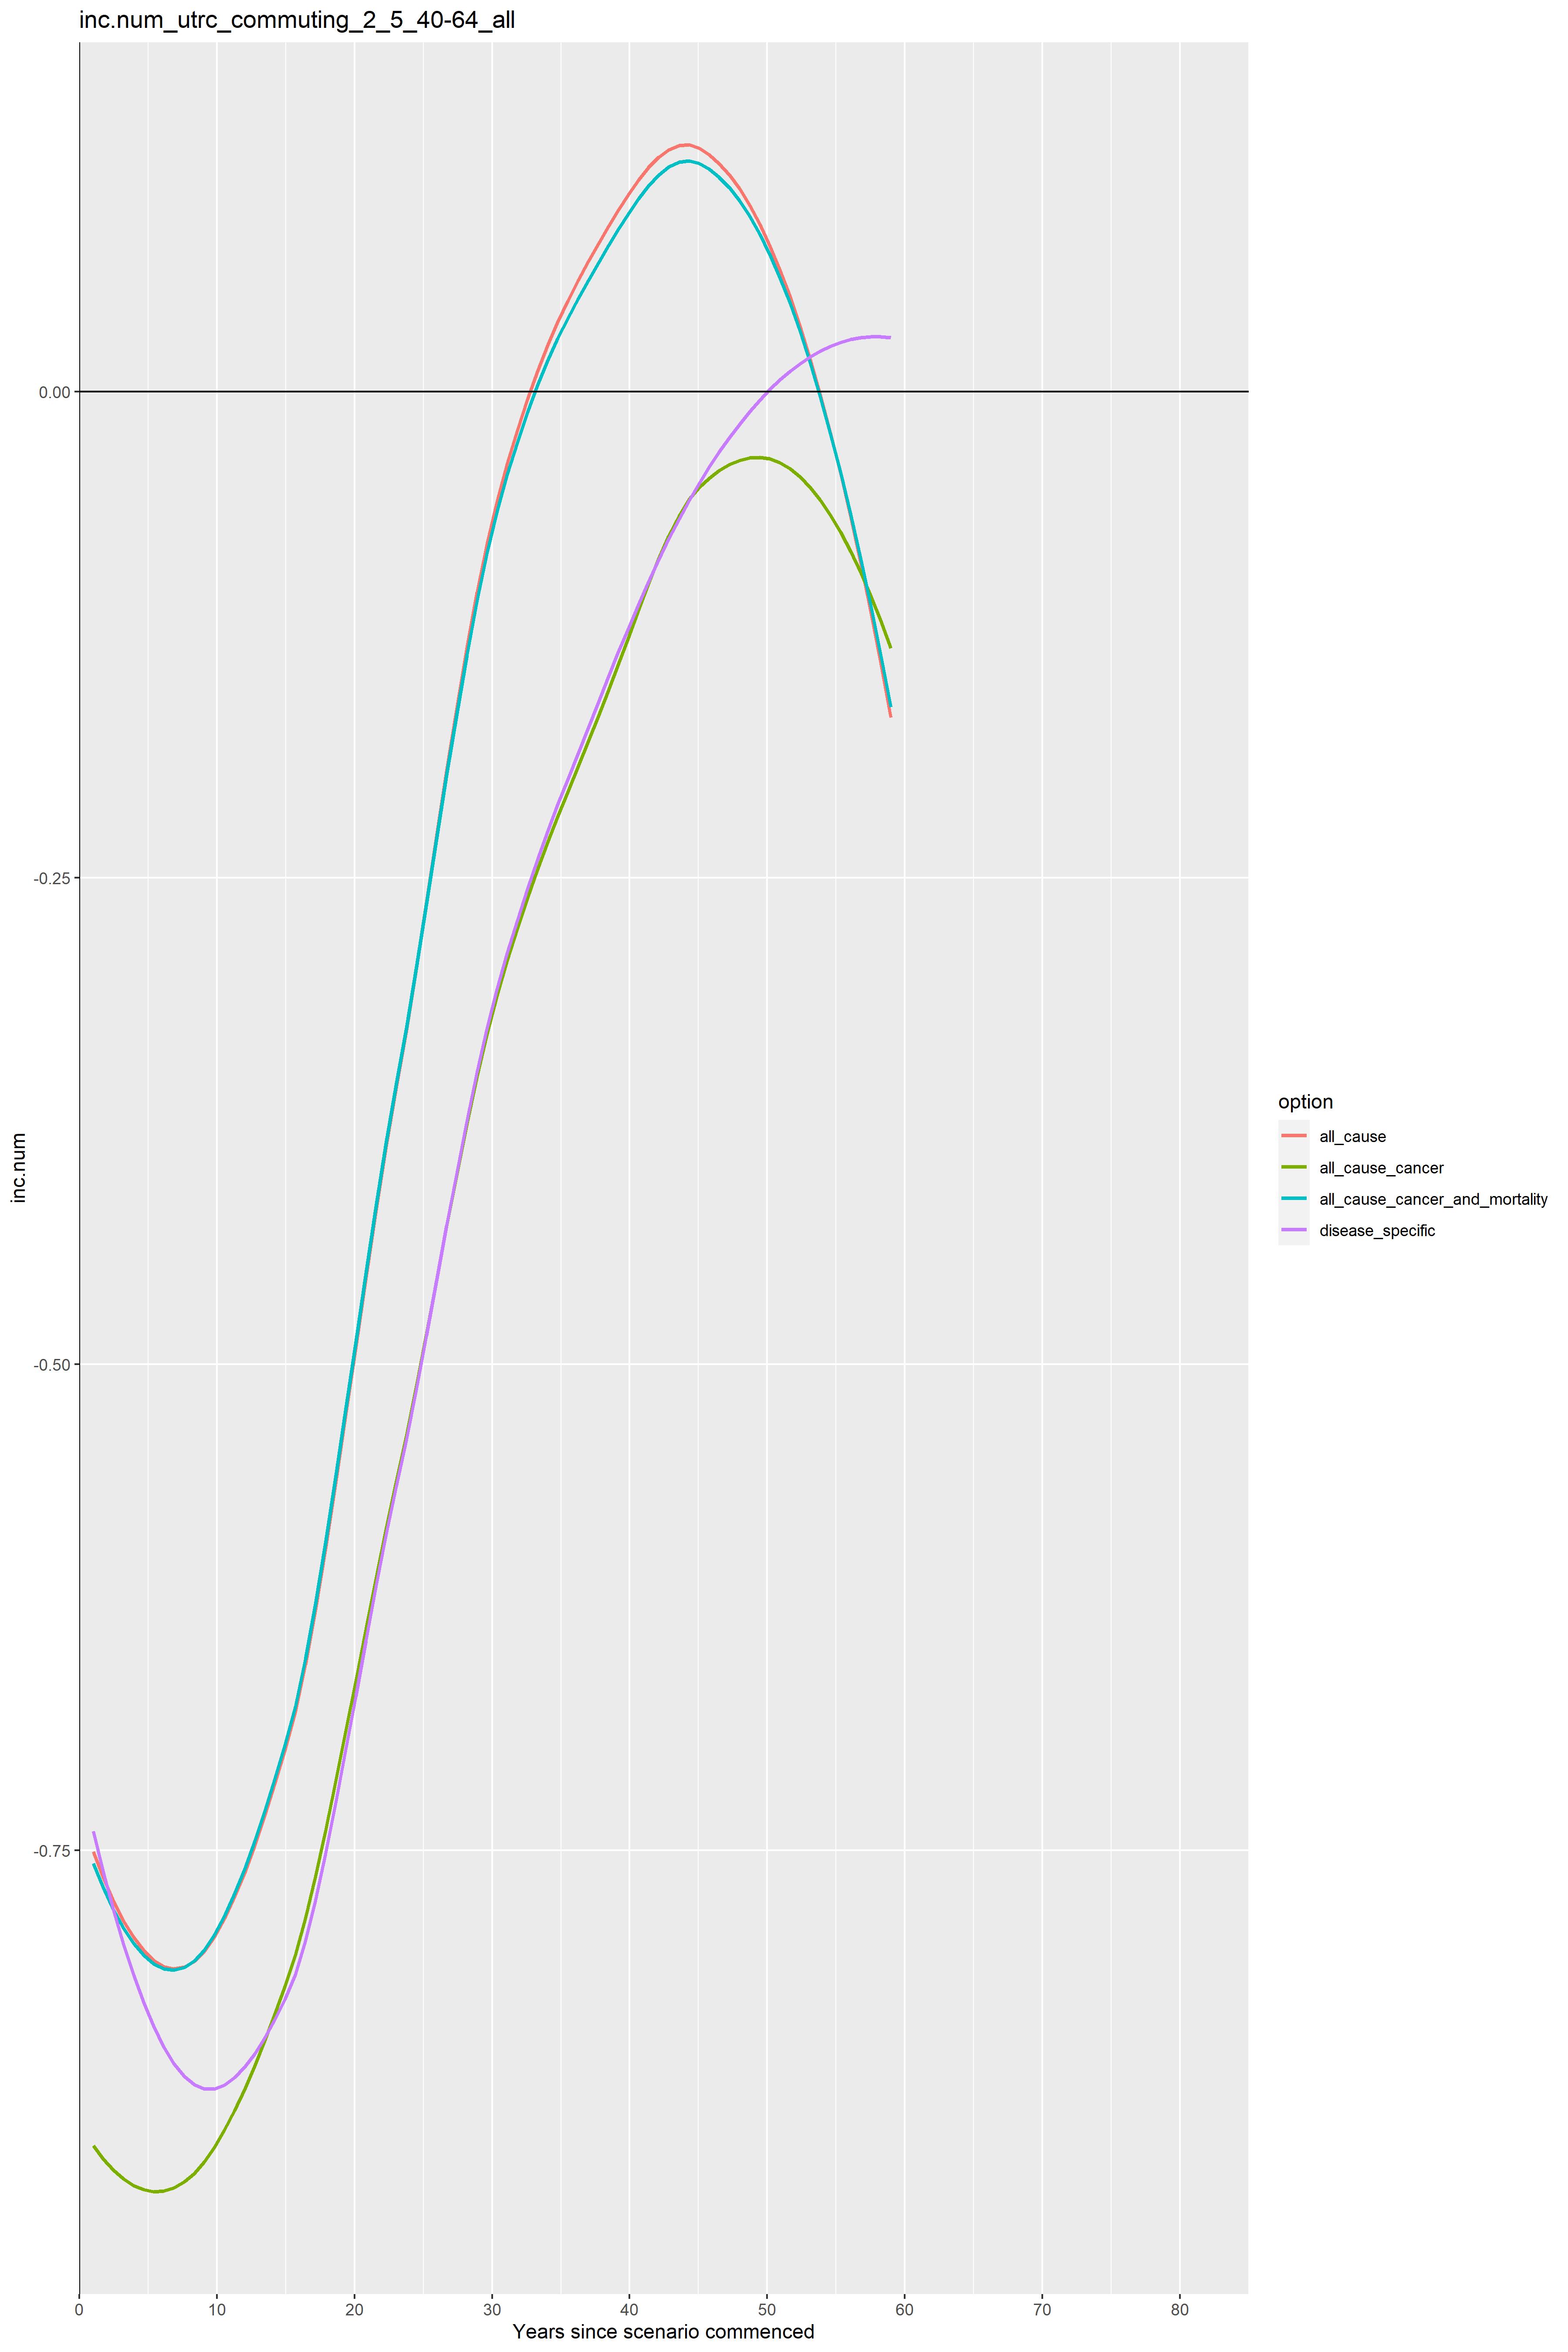 inc.num_utrc_commuting_2_5_40-64_all
0.00
-0.25
-0.50
-0.75
inc.num
0 10 20 30 40 50 60 70 80
Years since scenario commenced
option
all_cause
all_cause_cancer
all_cause_cancer_and_mortality
disease_specific